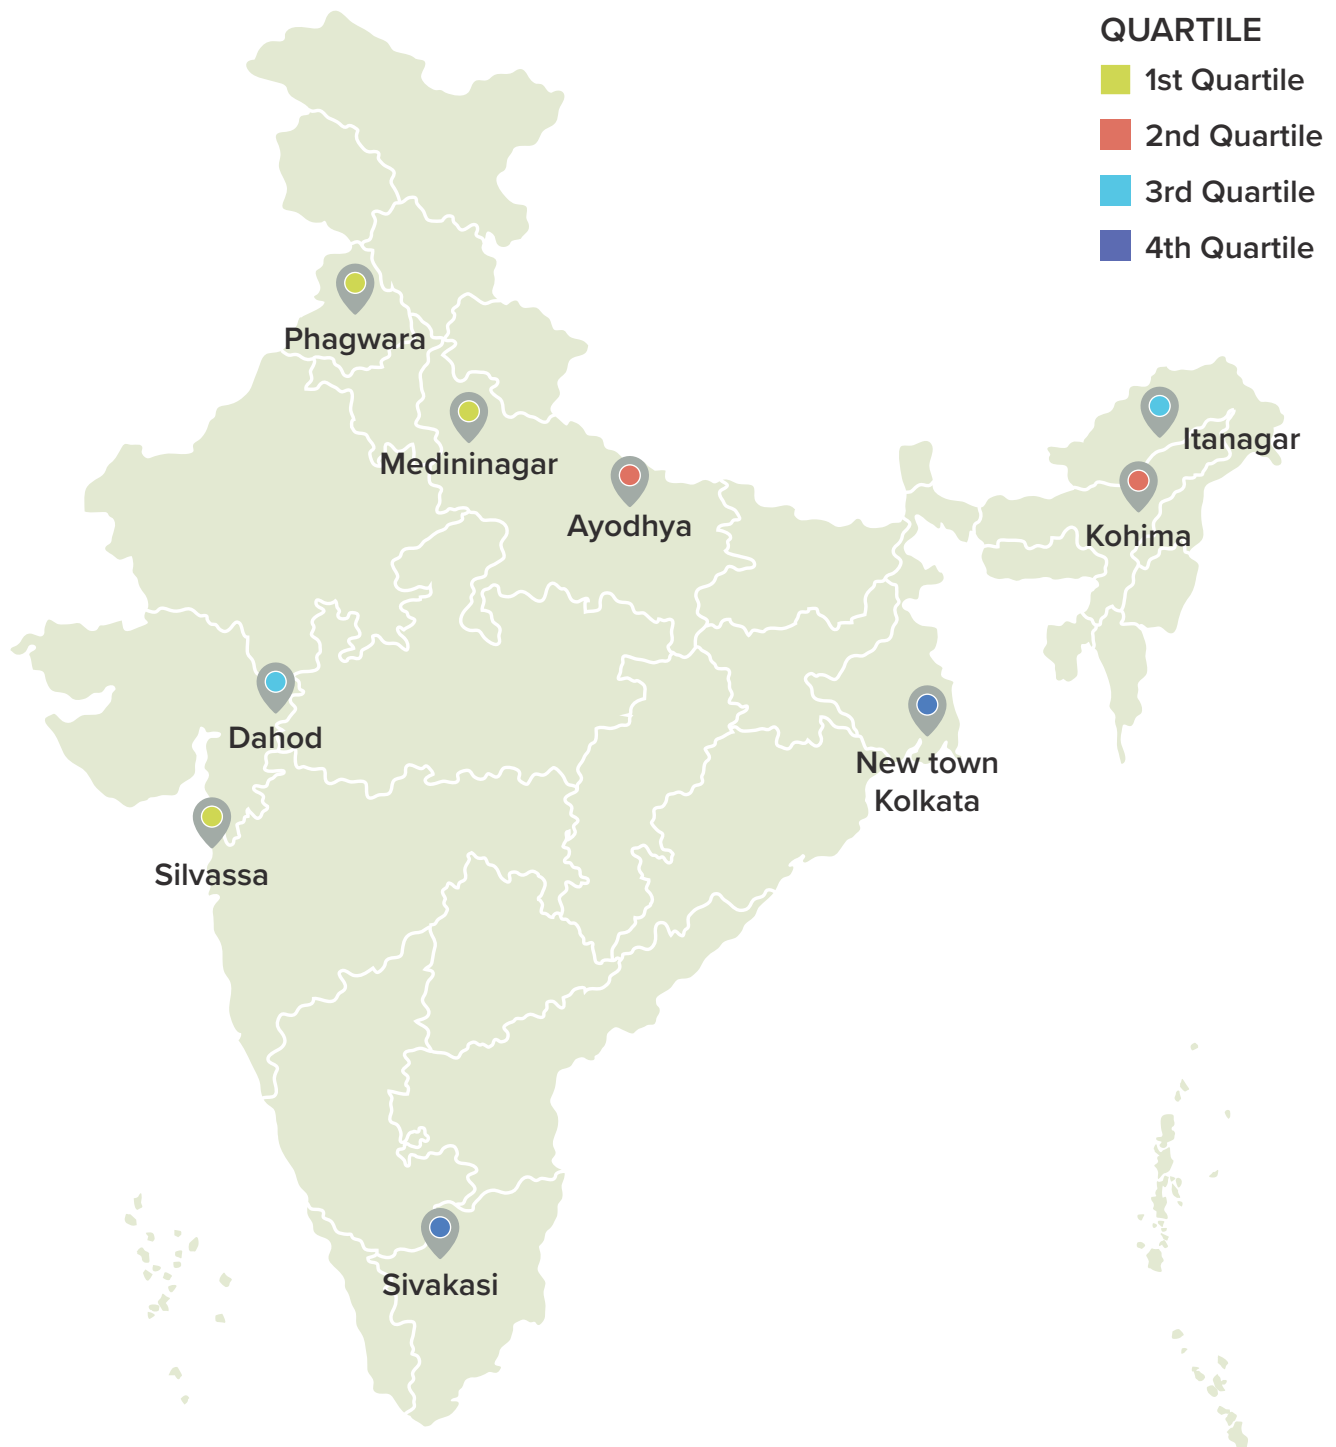 QUARTILE
1st Quartile
2nd Quartile
3rd Quartile
4th Quartile
Phagwara
Medininagar
Ayodhya
Itanagar
Kohima
Dahod
New town
Kolkata
Silvassa
Sivakasi